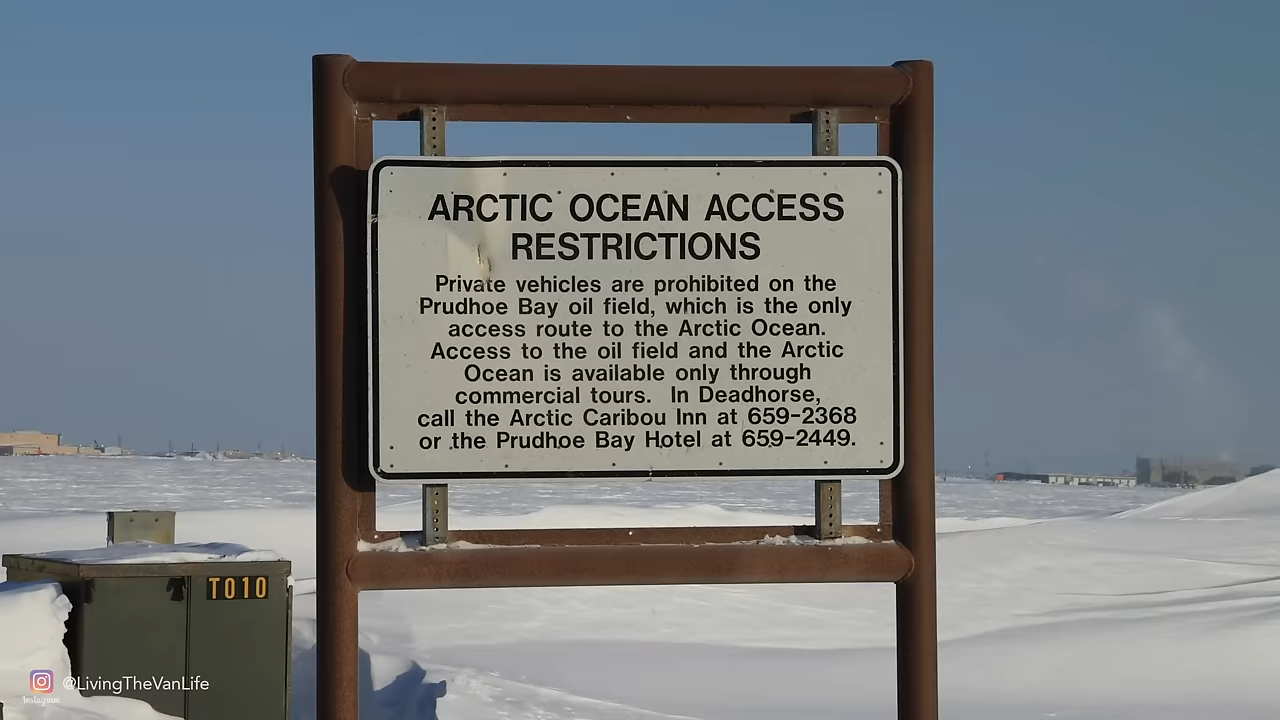 ARCTIC OCEAN ACCESS
RESTRICTIONS
Private vehicles are prohibited on the
Prudhoe Bay oil field, which is the only
access route to the Arctic Ocean.
Access to the oil field and the Arctic
Ocean is available only through
commercial tours. In Deadhorse,
call the Arctic Caribou Inn at 659-2368
or the Prudhoe Bay Hotel at 659-2449.
T010
@LivingTheVanLife
Instagram